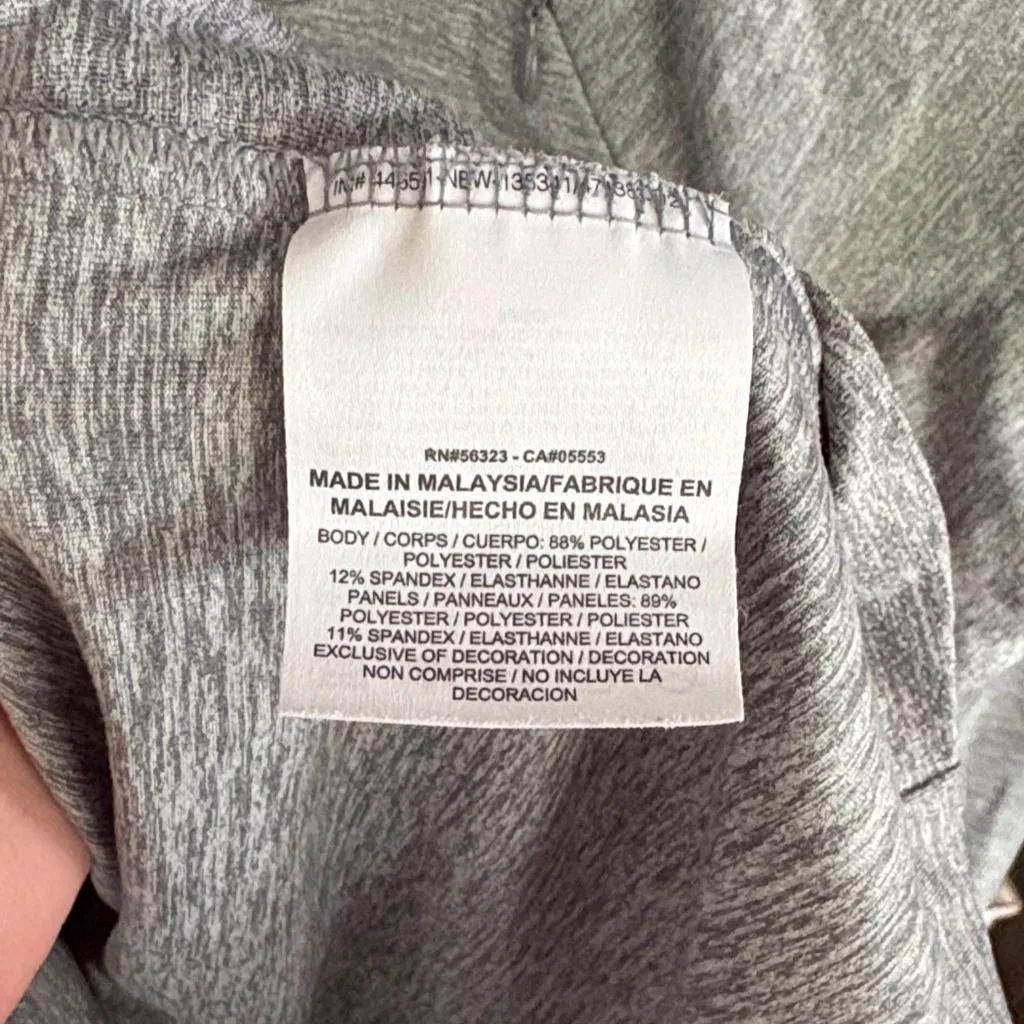 RN#56323 - CA#05553
MADE IN MALAYSIA/FABRIQUE EN
MALAISIE/HECHO EN MALASIA
BODY / CORPS / CUERPO: 88% POLYESTER /
POLYESTER / POLIESTER
12% SPANDEX / ELASTHANNE / ELASTANO
PANELS / PANNEAUX / PANELES: 89%
POLYESTER / POLYESTER / POLIESTER
11% SPANDEX / ELASTHANNE / ELASTANO
EXCLUSIVE OF DECORATION / DECORATION
NON COMPRISE / NO INCLUYE LA
DECORACION